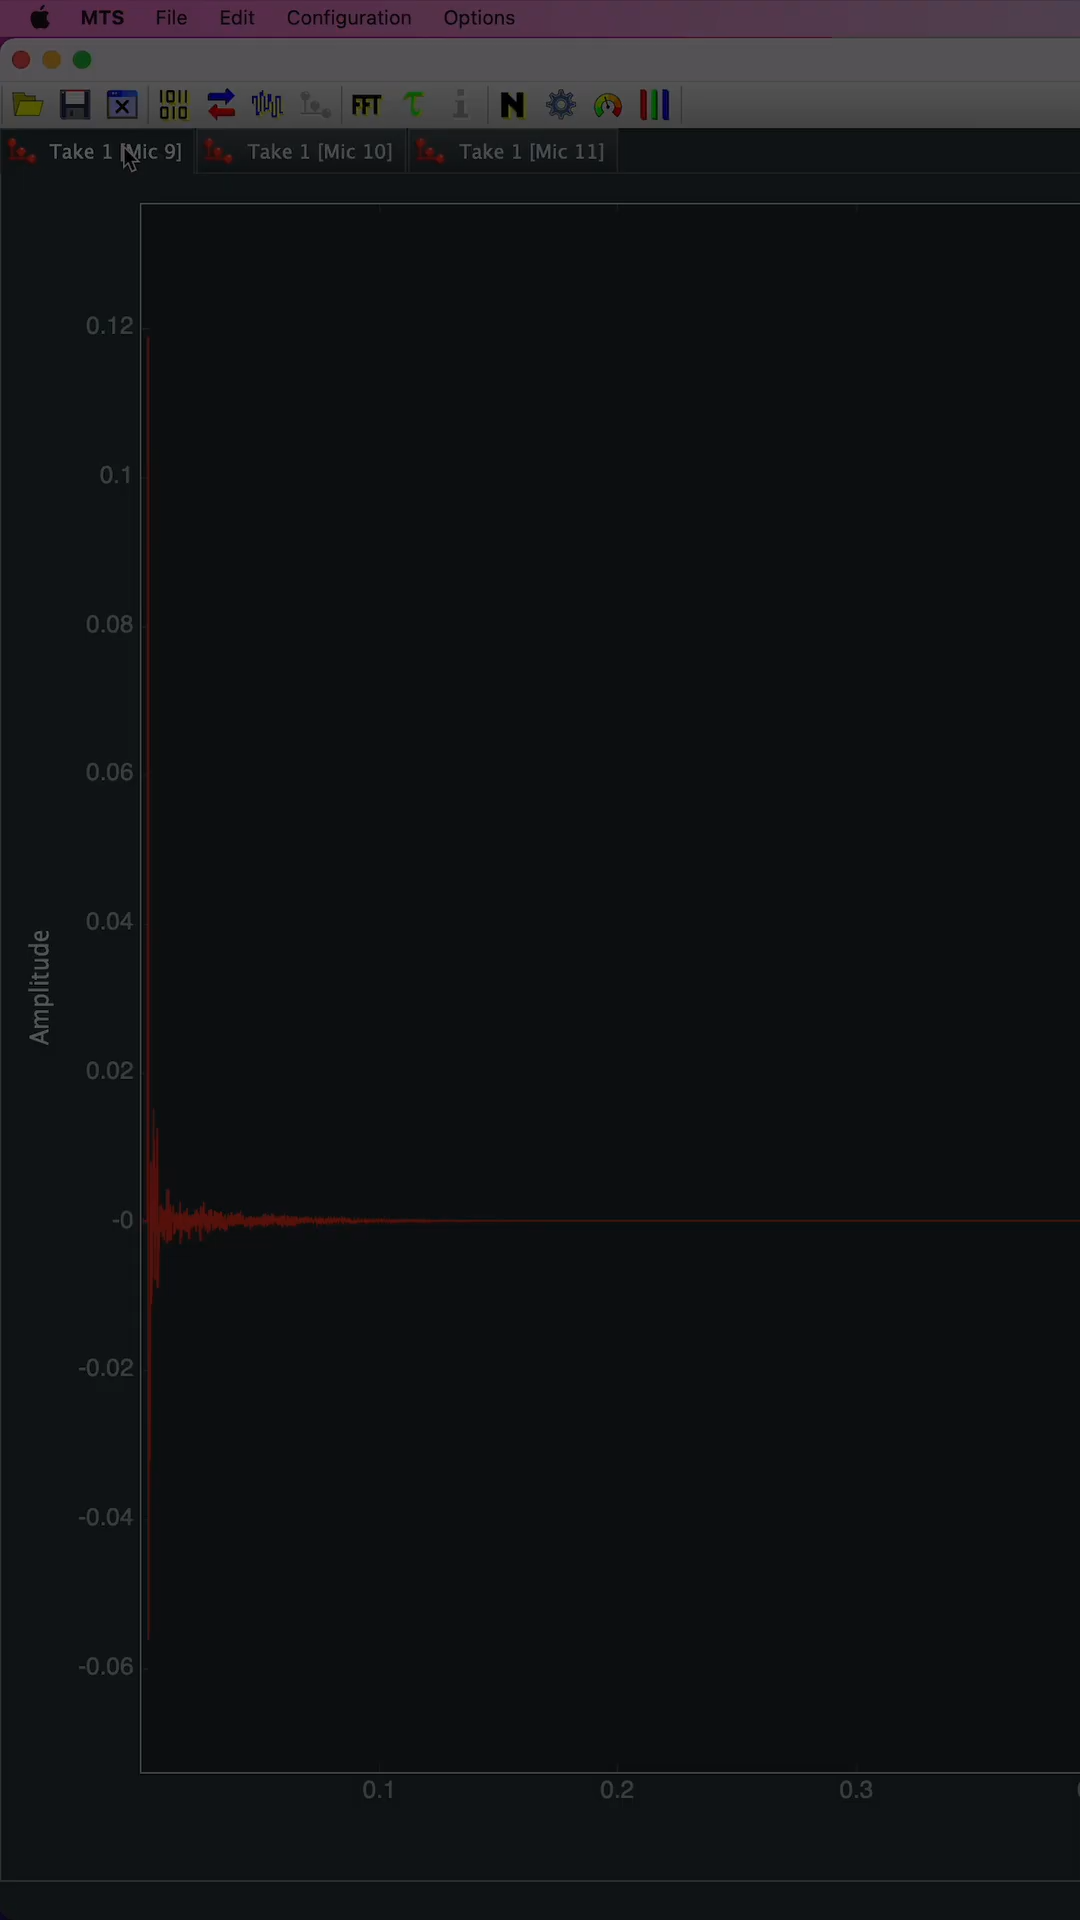 MTS File Edit Configuration Options
1011 010 FFT τ i N
Take 1 [Mic 9] Take 1 [Mic 10] Take 1 [Mic 11]
0.12
0.1
0.08
0.06
0.04
Amplitude
0.02
-0
-0.02
-0.04
-0.06
0.1 0.2 0.3